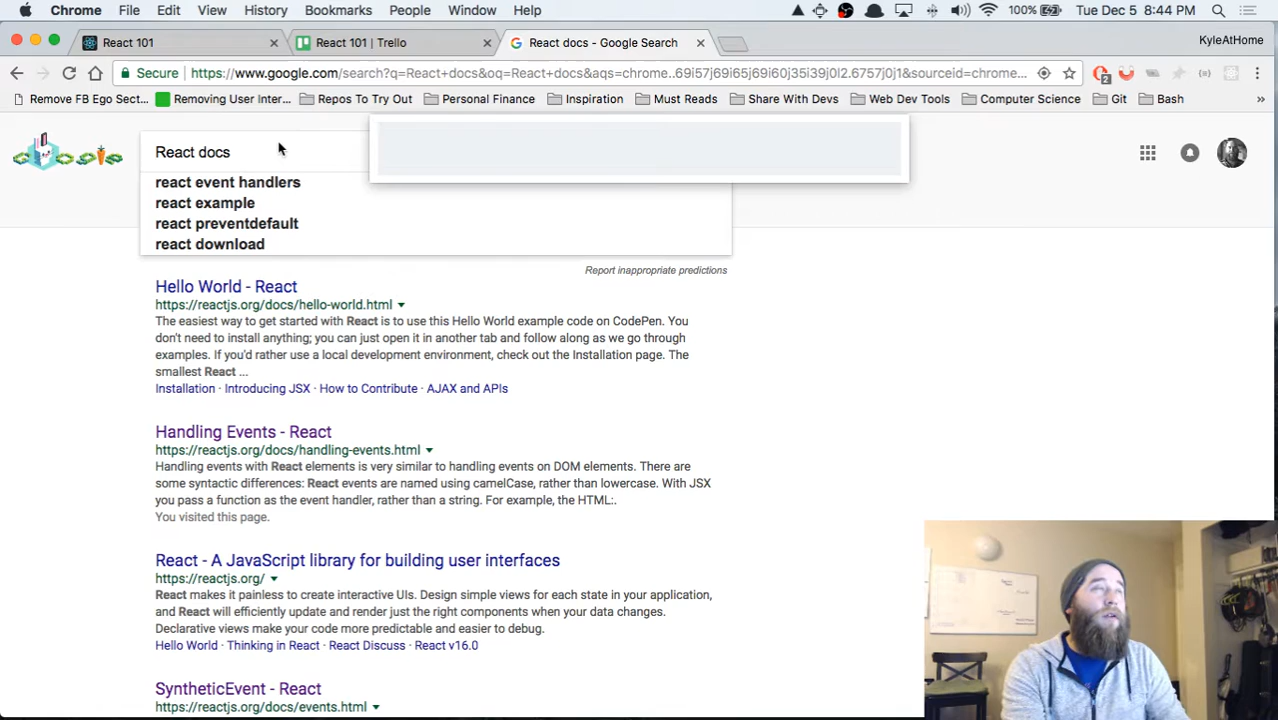 Chrome File Edit View History Bookmarks People Window Help 100% Tue Dec 5 8:44 PM
React 101
React 101 | Trello
React docs - Google Search
KyleAtHome
Secure https://www.google.com/search?q=React+docs&oq=React+docs&aqs=chrome..69i57j69i65j69i60j35i39j0l2.6757j0j1&sourceid=chrome... 2
Remove FB Ego Sect... Removing User Inter... Repos To Try Out Personal Finance Inspiration Must Reads Share With Devs Web Dev Tools Computer Science Git Bash »
React docs
react event handlers
react example
react preventdefault
react download
Report inappropriate predictions
Hello World - React
https://reactjs.org/docs/hello-world.html
The easiest way to get started with React is to use this Hello World example code on CodePen. You
don't need to install anything; you can just open it in another tab and follow along as we go through
examples. If you'd rather use a local development environment, check out the Installation page. The
smallest React ...
Installation · Introducing JSX · How to Contribute · AJAX and APIs
Handling Events - React
https://reactjs.org/docs/handling-events.html
Handling events with React elements is very similar to handling events on DOM elements. There are
some syntactic differences: React events are named using camelCase, rather than lowercase. With JSX
you pass a function as the event handler, rather than a string. For example, the HTML:.
You visited this page.
React - A JavaScript library for building user interfaces
https://reactjs.org/
React makes it painless to create interactive UIs. Design simple views for each state in your application,
and React will efficiently update and render just the right components when your data changes.
Declarative views make your code more predictable and easier to debug.
Hello World · Thinking in React · React Discuss · React v16.0
SyntheticEvent - React
https://reactjs.org/docs/events.html